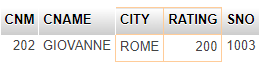 CNM CNAME CITY RATING SNO
202 GIOVANNE ROME 200 1003